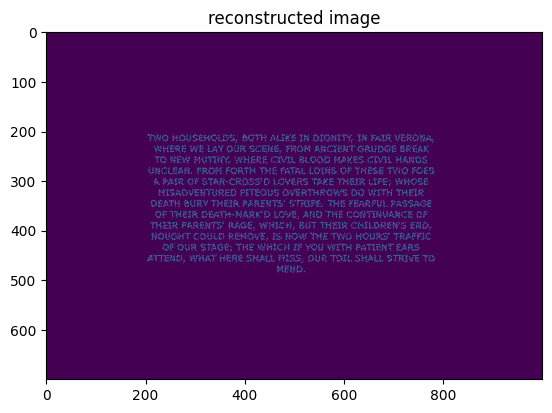 reconstructed image
0
100
200
300
400
500
600
0
200
400
600
800
TWO HOUSEHOLDS, BOTH ALIKE IN DIGNITY, IN FAIR VERONA,
WHERE WE LAY OUR SCENE, FROM ANCIENT GRUDGE BREAK
TO NEW MUTINY, WHERE CIVIL BLOOD MAKES CIVIL HANDS
UNCLEAN. FROM FORTH THE FATAL LOINS OF THESE TWO FOES
A PAIR OF STAR-CROSS'D LOVERS TAKE THEIR LIFE; WHOSE
MISADVENTURED PITEOUS OVERTHROWS DO WITH THEIR
DEATH BURY THEIR PARENTS' STRIFE. THE FEARFUL PASSAGE
OF THEIR DEATH-MARK'D LOVE, AND THE CONTINUANCE OF
THEIR PARENTS' RAGE, WHICH, BUT THEIR CHILDREN'S END,
NOUGHT COULD REMOVE, IS NOW THE TWO HOURS' TRAFFIC
OF OUR STAGE; THE WHICH IF YOU WITH PATIENT EARS
ATTEND, WHAT HERE SHALL MISS, OUR TOIL SHALL STRIVE TO
MEND.